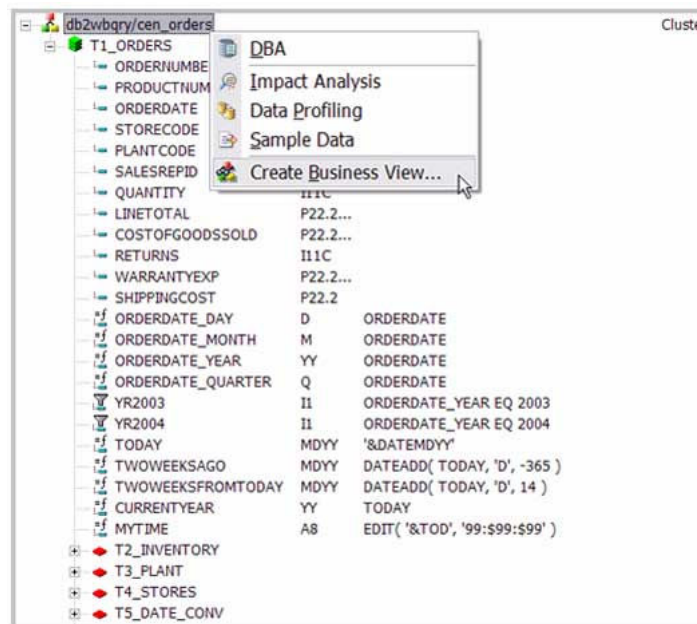 db2wbqry/cen_orders Cluste
T1_ORDERS
DBA
ORDERNUMBE
Impact Analysis
PRODUCTNUM
Data Profiling
ORDERDATE
Sample Data
STORECODE
PLANTCODE
Create Business View...
SALESREPID
QUANTITY I11C
LINETOTAL P22.2...
COSTOFGOODSSOLD P22.2...
RETURNS I11C
WARRANTYEXP P22.2...
SHIPPINGCOST P22.2
ORDERDATE_DAY D ORDERDATE
ORDERDATE_MONTH M ORDERDATE
ORDERDATE_YEAR YY ORDERDATE
ORDERDATE_QUARTER Q ORDERDATE
YR2003 I1 ORDERDATE_YEAR EQ 2003
YR2004 I1 ORDERDATE_YEAR EQ 2004
TODAY MDYY '&DATEMDYY'
TWOWEEKSAGO MDYY DATEADD( TODAY, 'D', -365 )
TWOWEEKSFROMTODAY MDYY DATEADD( TODAY, 'D', 14 )
CURRENTYEAR YY TODAY
MYTIME A8 EDIT( '&TOD', '99:$99:$99' )
T2_INVENTORY
T3_PLANT
T4_STORES
T5_DATE_CONV